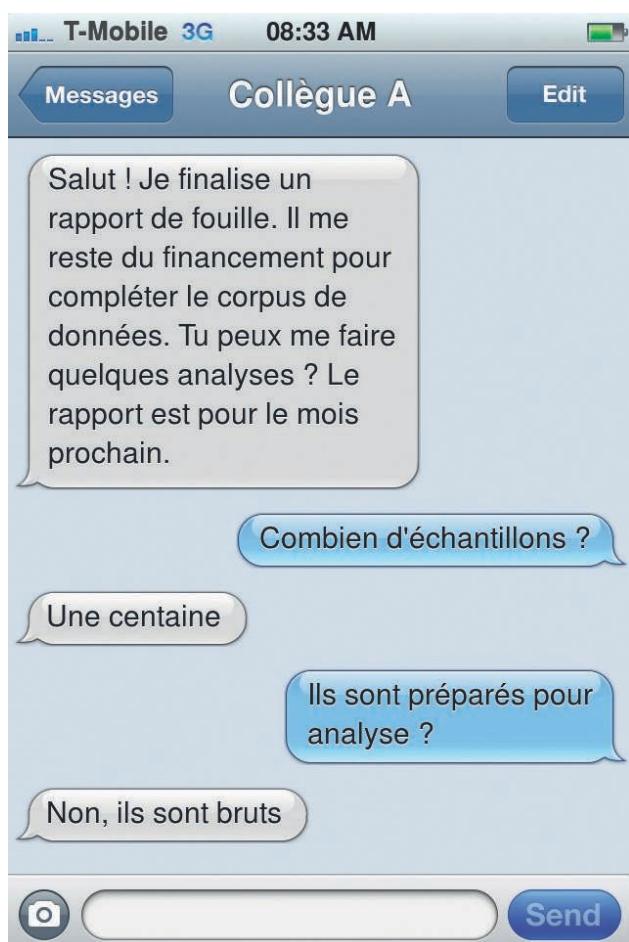 T-Mobile 3G 08:33 AM
Messages Collègue A Edit
Salut ! Je finalise un
rapport de fouille. Il me
reste du financement pour
compléter le corpus de
données. Tu peux me faire
quelques analyses ? Le
rapport est pour le mois
prochain.
Combien d'échantillons ?
Une centaine
Ils sont préparés pour
analyse ?
Non, ils sont bruts
Send